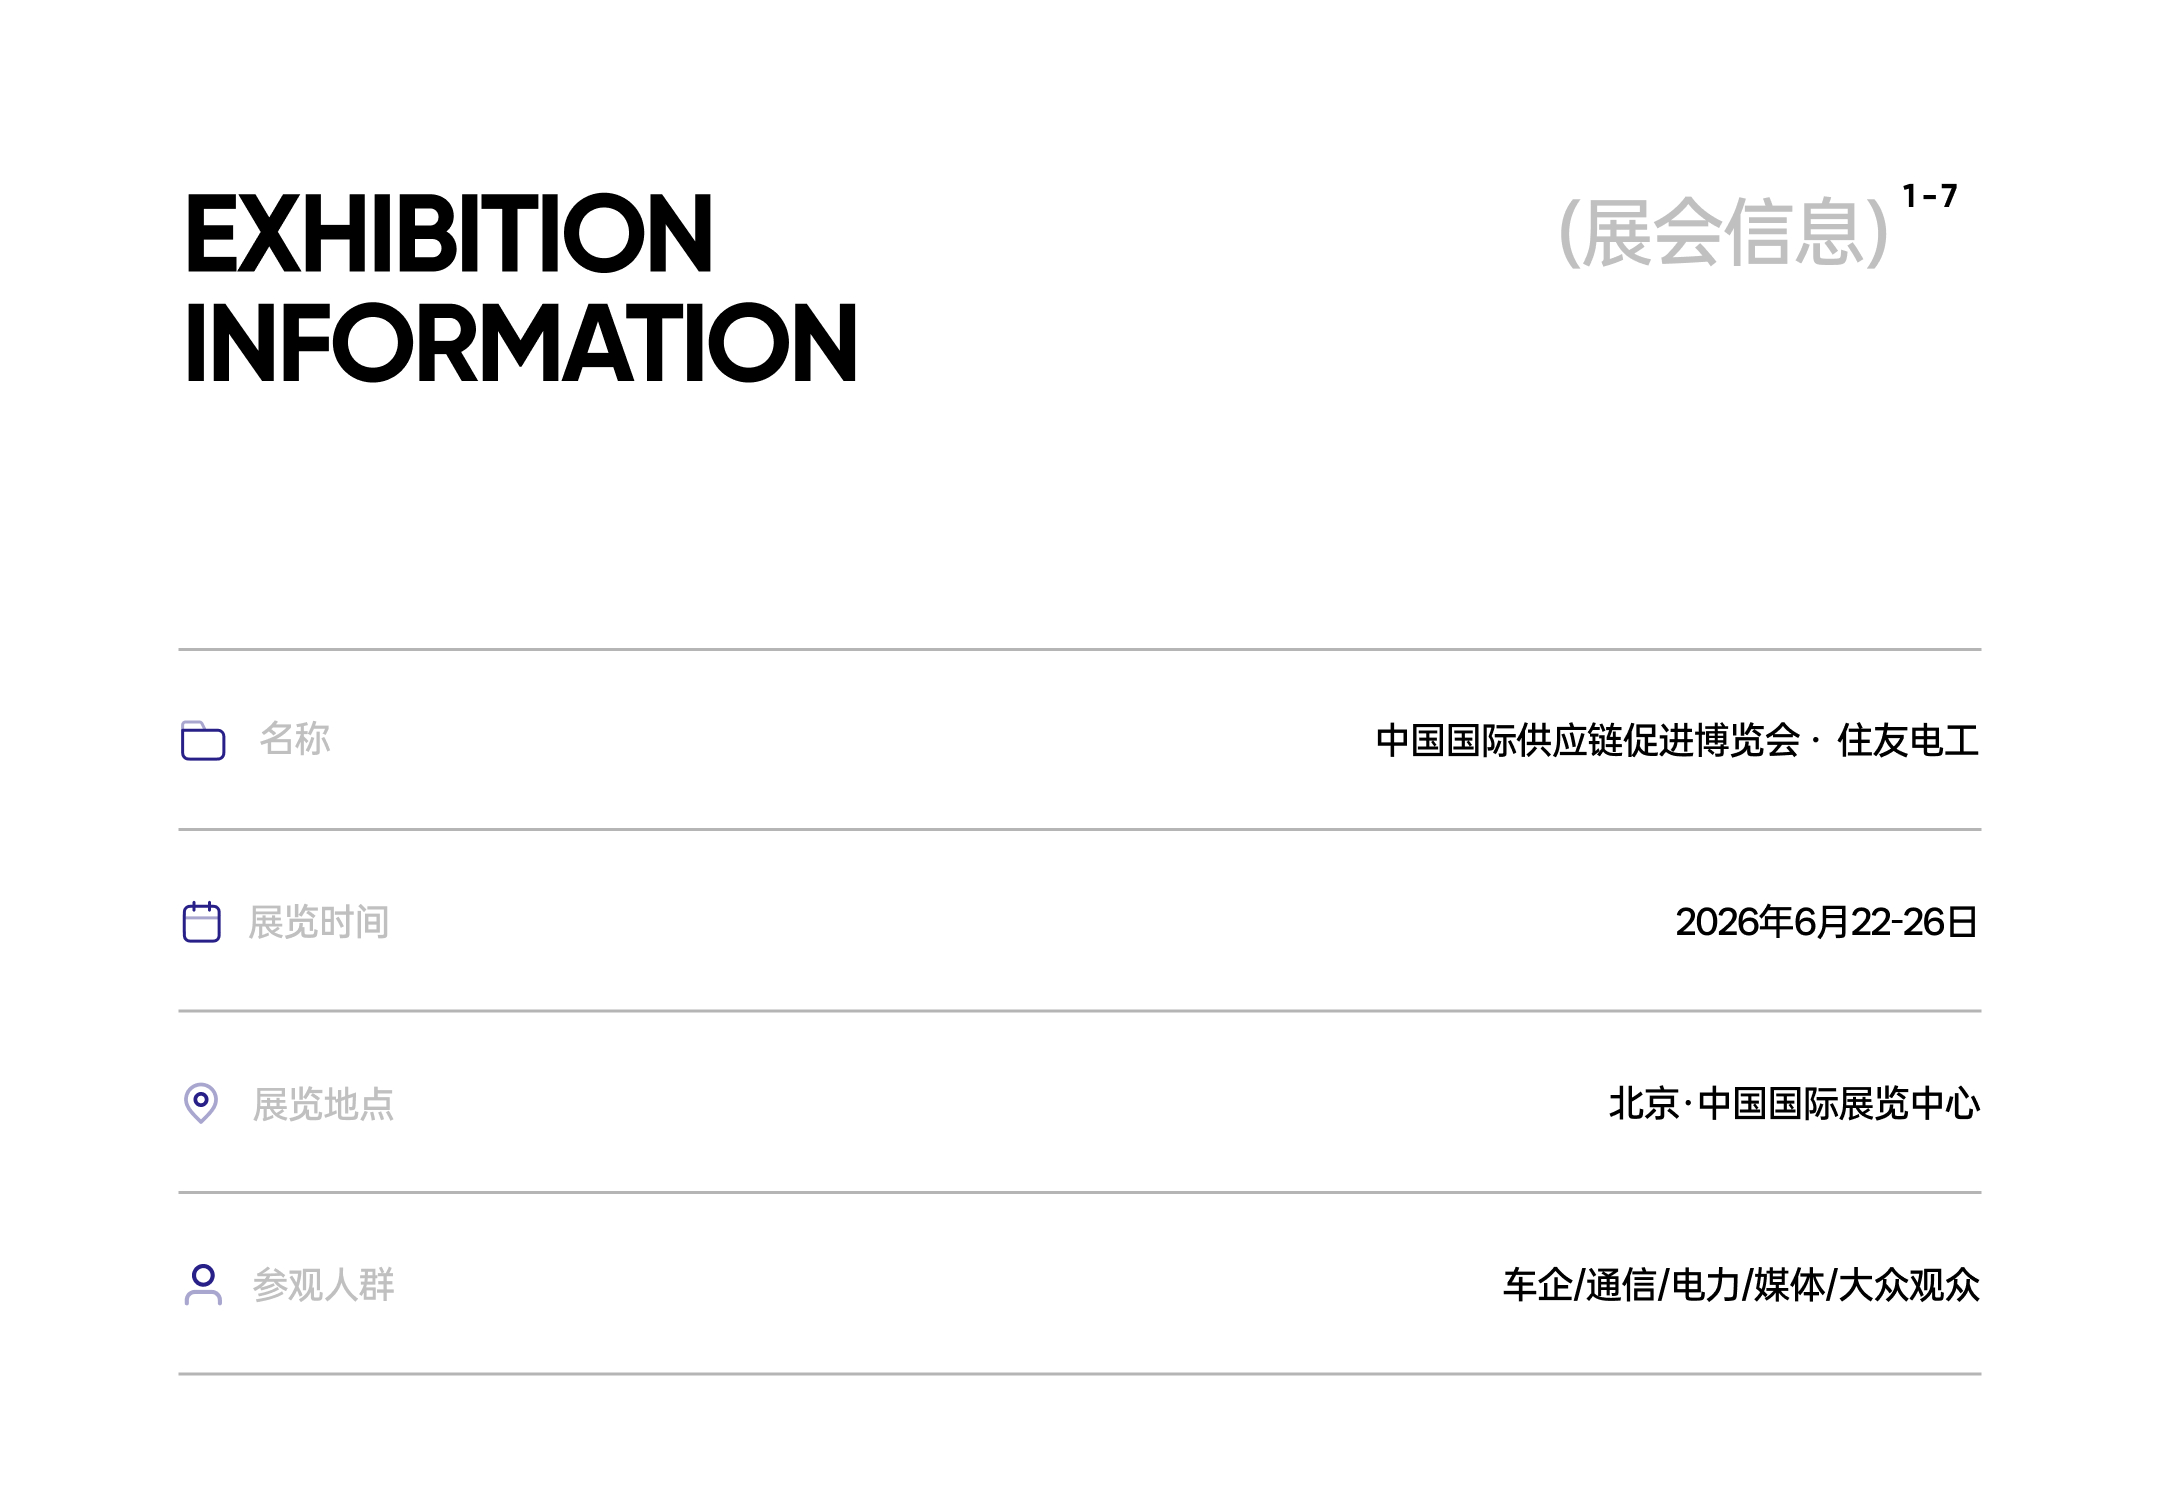 EXHIBITION
INFORMATION
(展会信息) 1-7
名称
中国国际供应链促进博览会 · 住友电工
展览时间
2026年6月22-26日
展览地点
北京·中国国际展览中心
参观人群
车企/通信/电力/媒体/大众观众